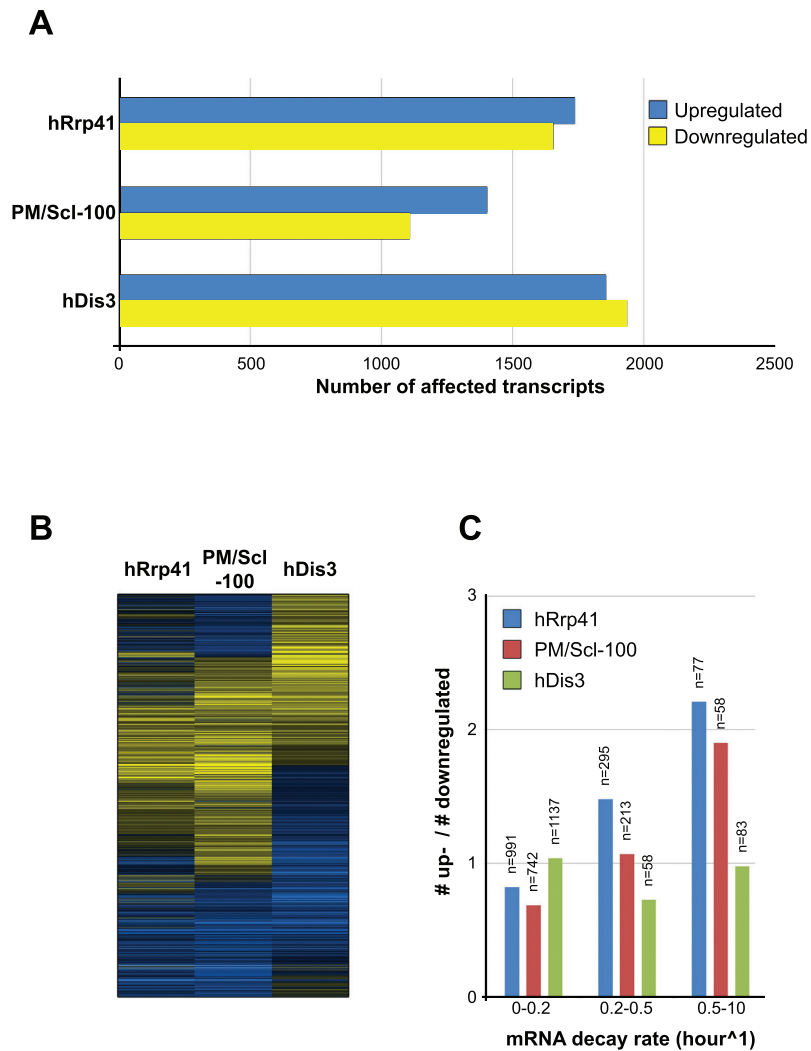 A
hRrp41
PM/Scl-100
hDis3
Upregulated
Downregulated
0
500
1000
1500
2000
2500
Number of affected transcripts
B
hRrp41
PM/Scl
-100
hDis3
C
# up- / # downregulated
3
2
1
0
hRrp41
PM/Scl-100
hDis3
n=991
n=742
n=1137
n=295
n=213
n=58
n=77
n=58
n=83
0-0.2
0.2-0.5
0.5-10
mRNA decay rate (hour^1)